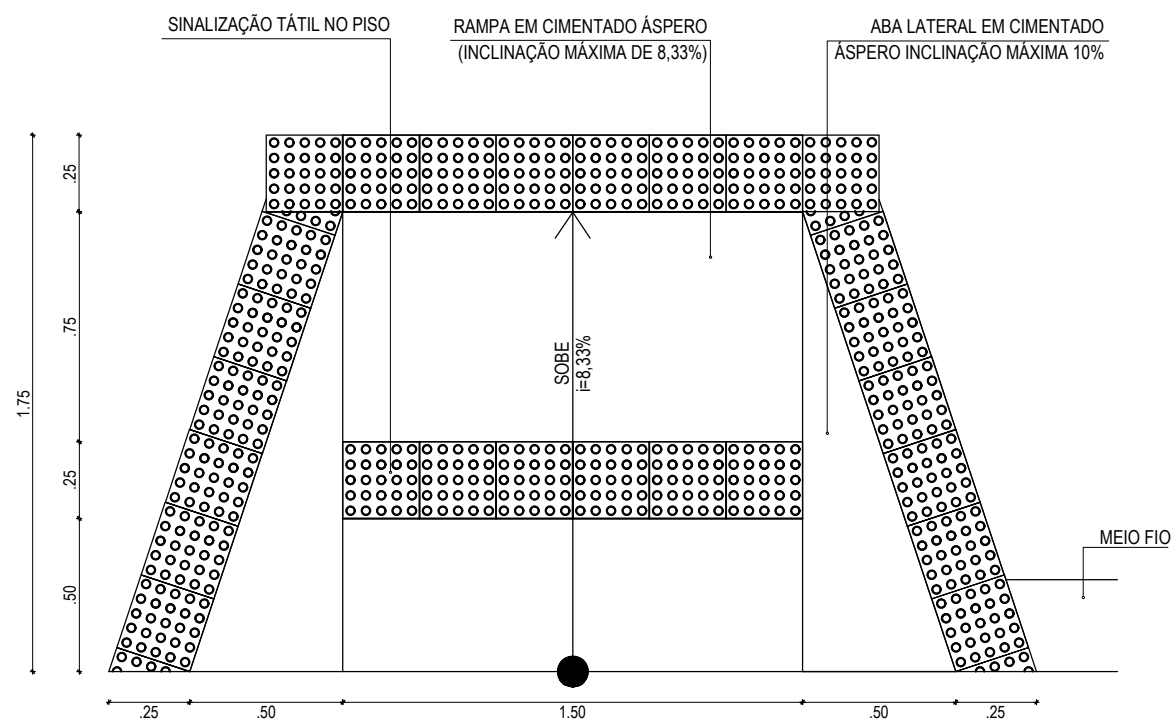 SINALIZAÇÃO TÁTIL NO PISO
RAMPA EM CIMENTADO ÁSPERO
(INCLINAÇÃO MÁXIMA DE 8,33%)
ABA LATERAL EM CIMENTADO
ÁSPERO INCLINAÇÃO MÁXIMA 10%
1.75
.25
.75
.25
.50
SOBE
i=8,33%
MEIO FIO
.25
.50
1.50
.50
.25